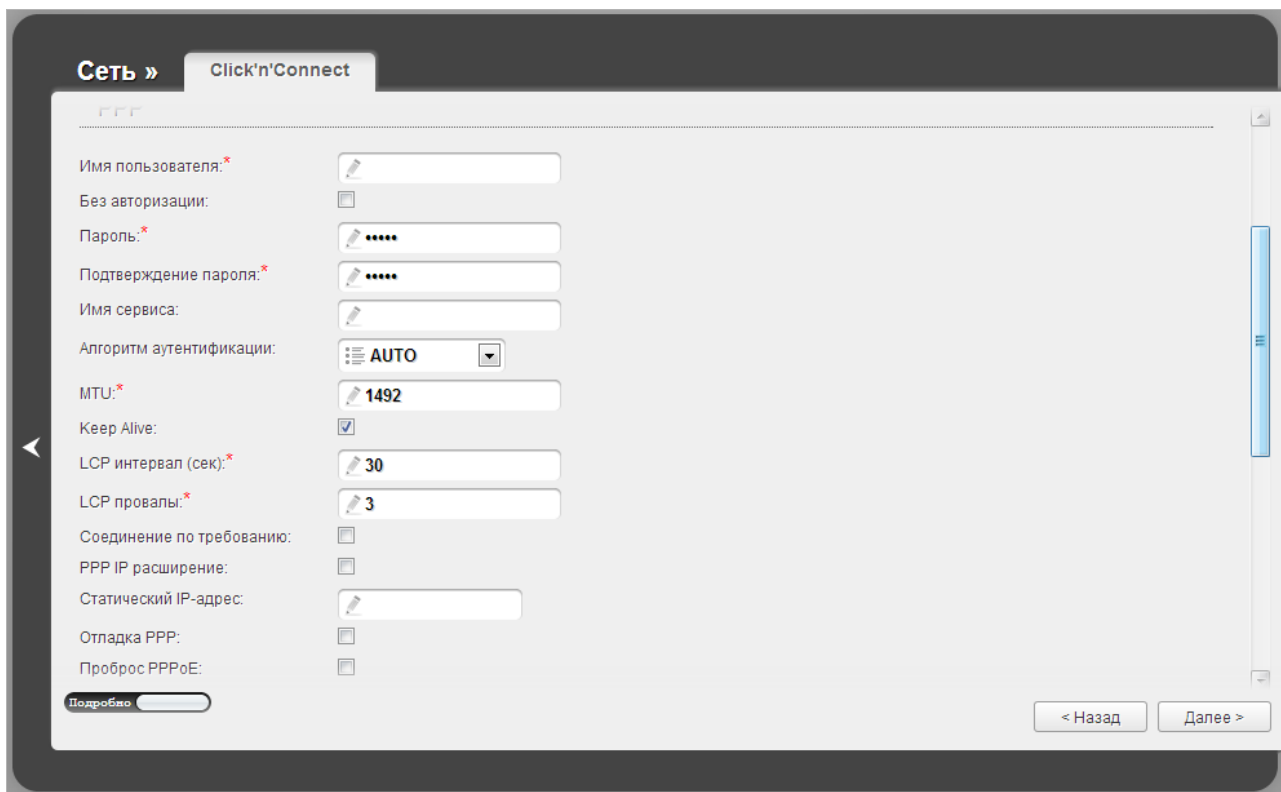 Сеть »
Click'n'Connect
Имя пользователя:*
Без авторизации:
Пароль:* •••••
Подтверждение пароля:* •••••
Имя сервиса:
Алгоритм аутентификации: AUTO
MTU:* 1492
Keep Alive:
LCP интервал (сек):* 30
LCP провалы:* 3
Соединение по требованию:
PPP IP расширение:
Статический IP-адрес:
Отладка PPP:
Проброс PPPoE:
Подробно
< Назад
Далее >